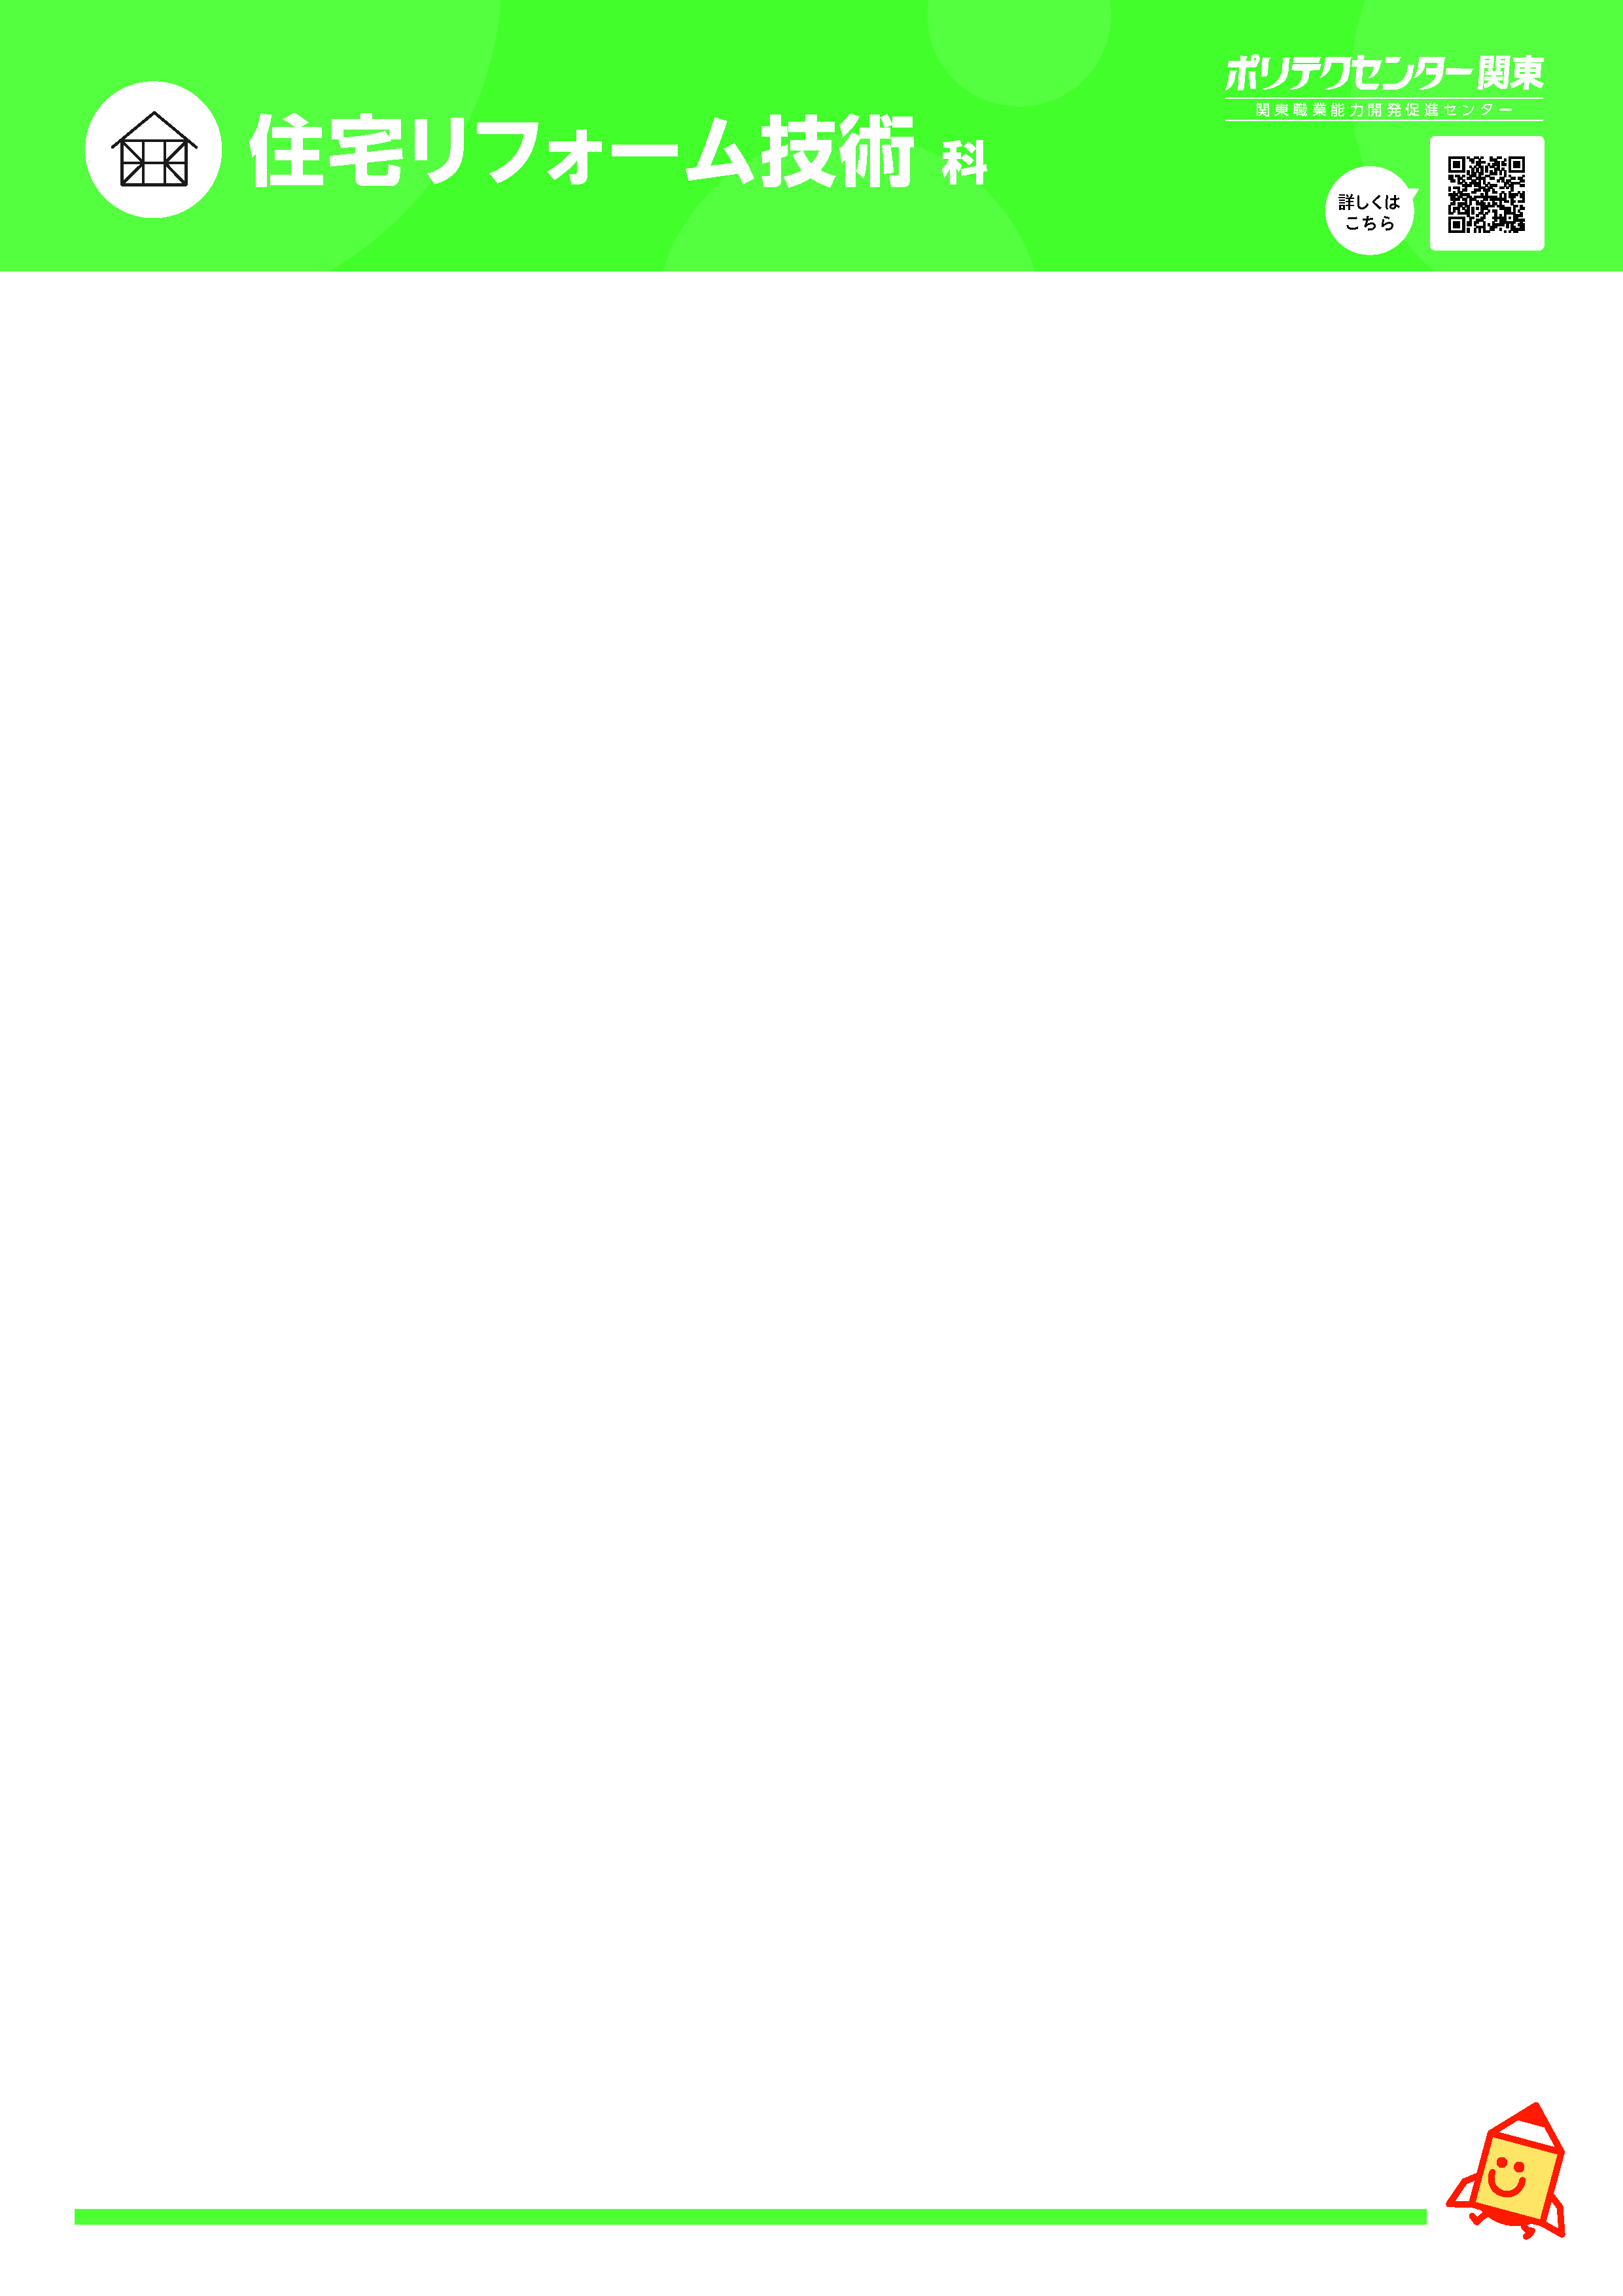 住宅リフォーム技術 科
ポリテクセンター関東
関東職業能力開発促進センター
詳しくは
こちら